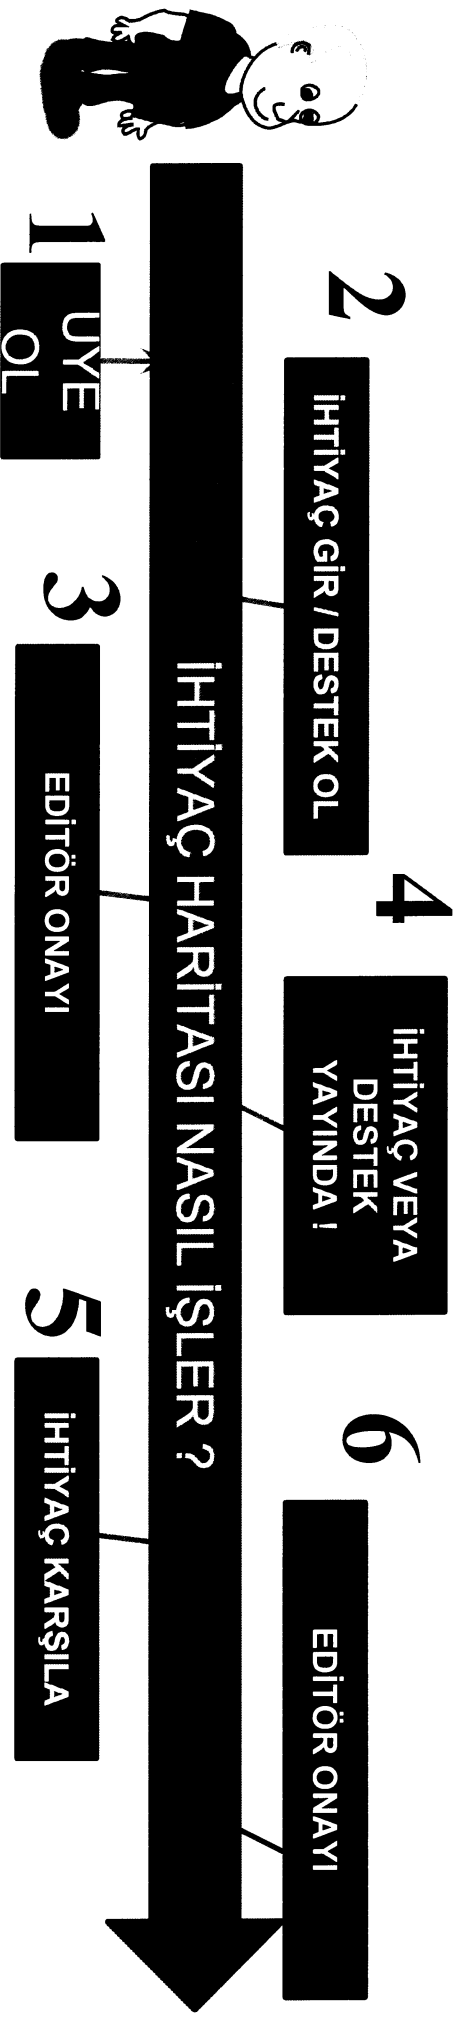 1
ÜYE
OL
2
İHTİYAÇ GİR / DESTEK OL
3
EDİTÖR ONAYI
4
İHTİYAÇ VEYA
DESTEK
YAYINDA !
5
İHTİYAÇ KARŞILA
6
EDİTÖR ONAYI
İHTİYAÇ HARİTASI NASIL İŞLER ?